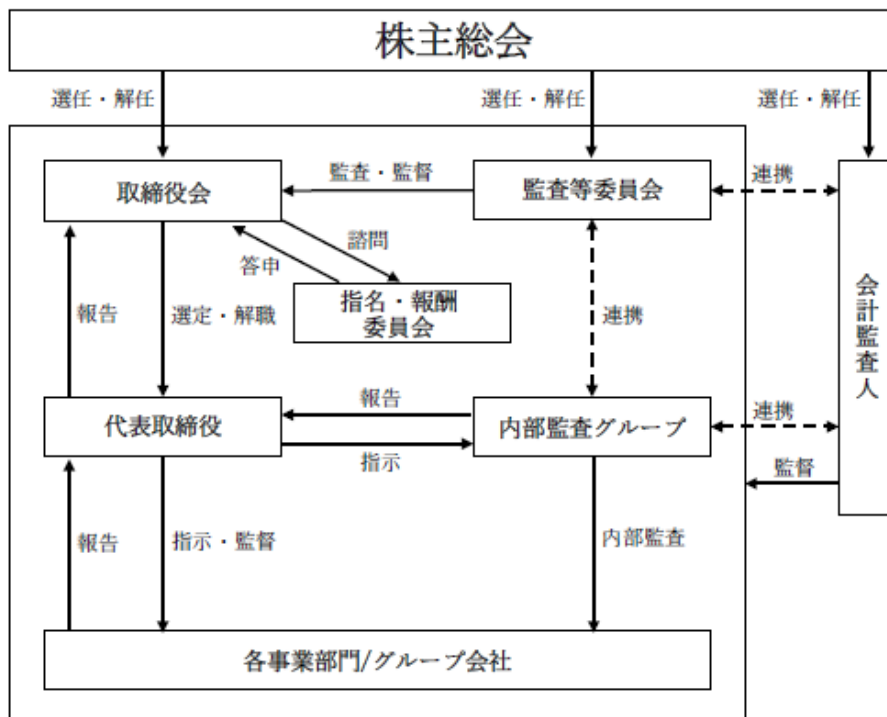 株主総会
選任・解任
選任・解任
選任・解任
取締役会
監査・監督
監査等委員会
連携
諮問
答申
指名・報酬
委員会
報告
選定・解職
連携
会計監査人
代表取締役
報告
指示
内部監査グループ
連携
監督
報告
指示・監督
内部監査
各事業部門/グループ会社